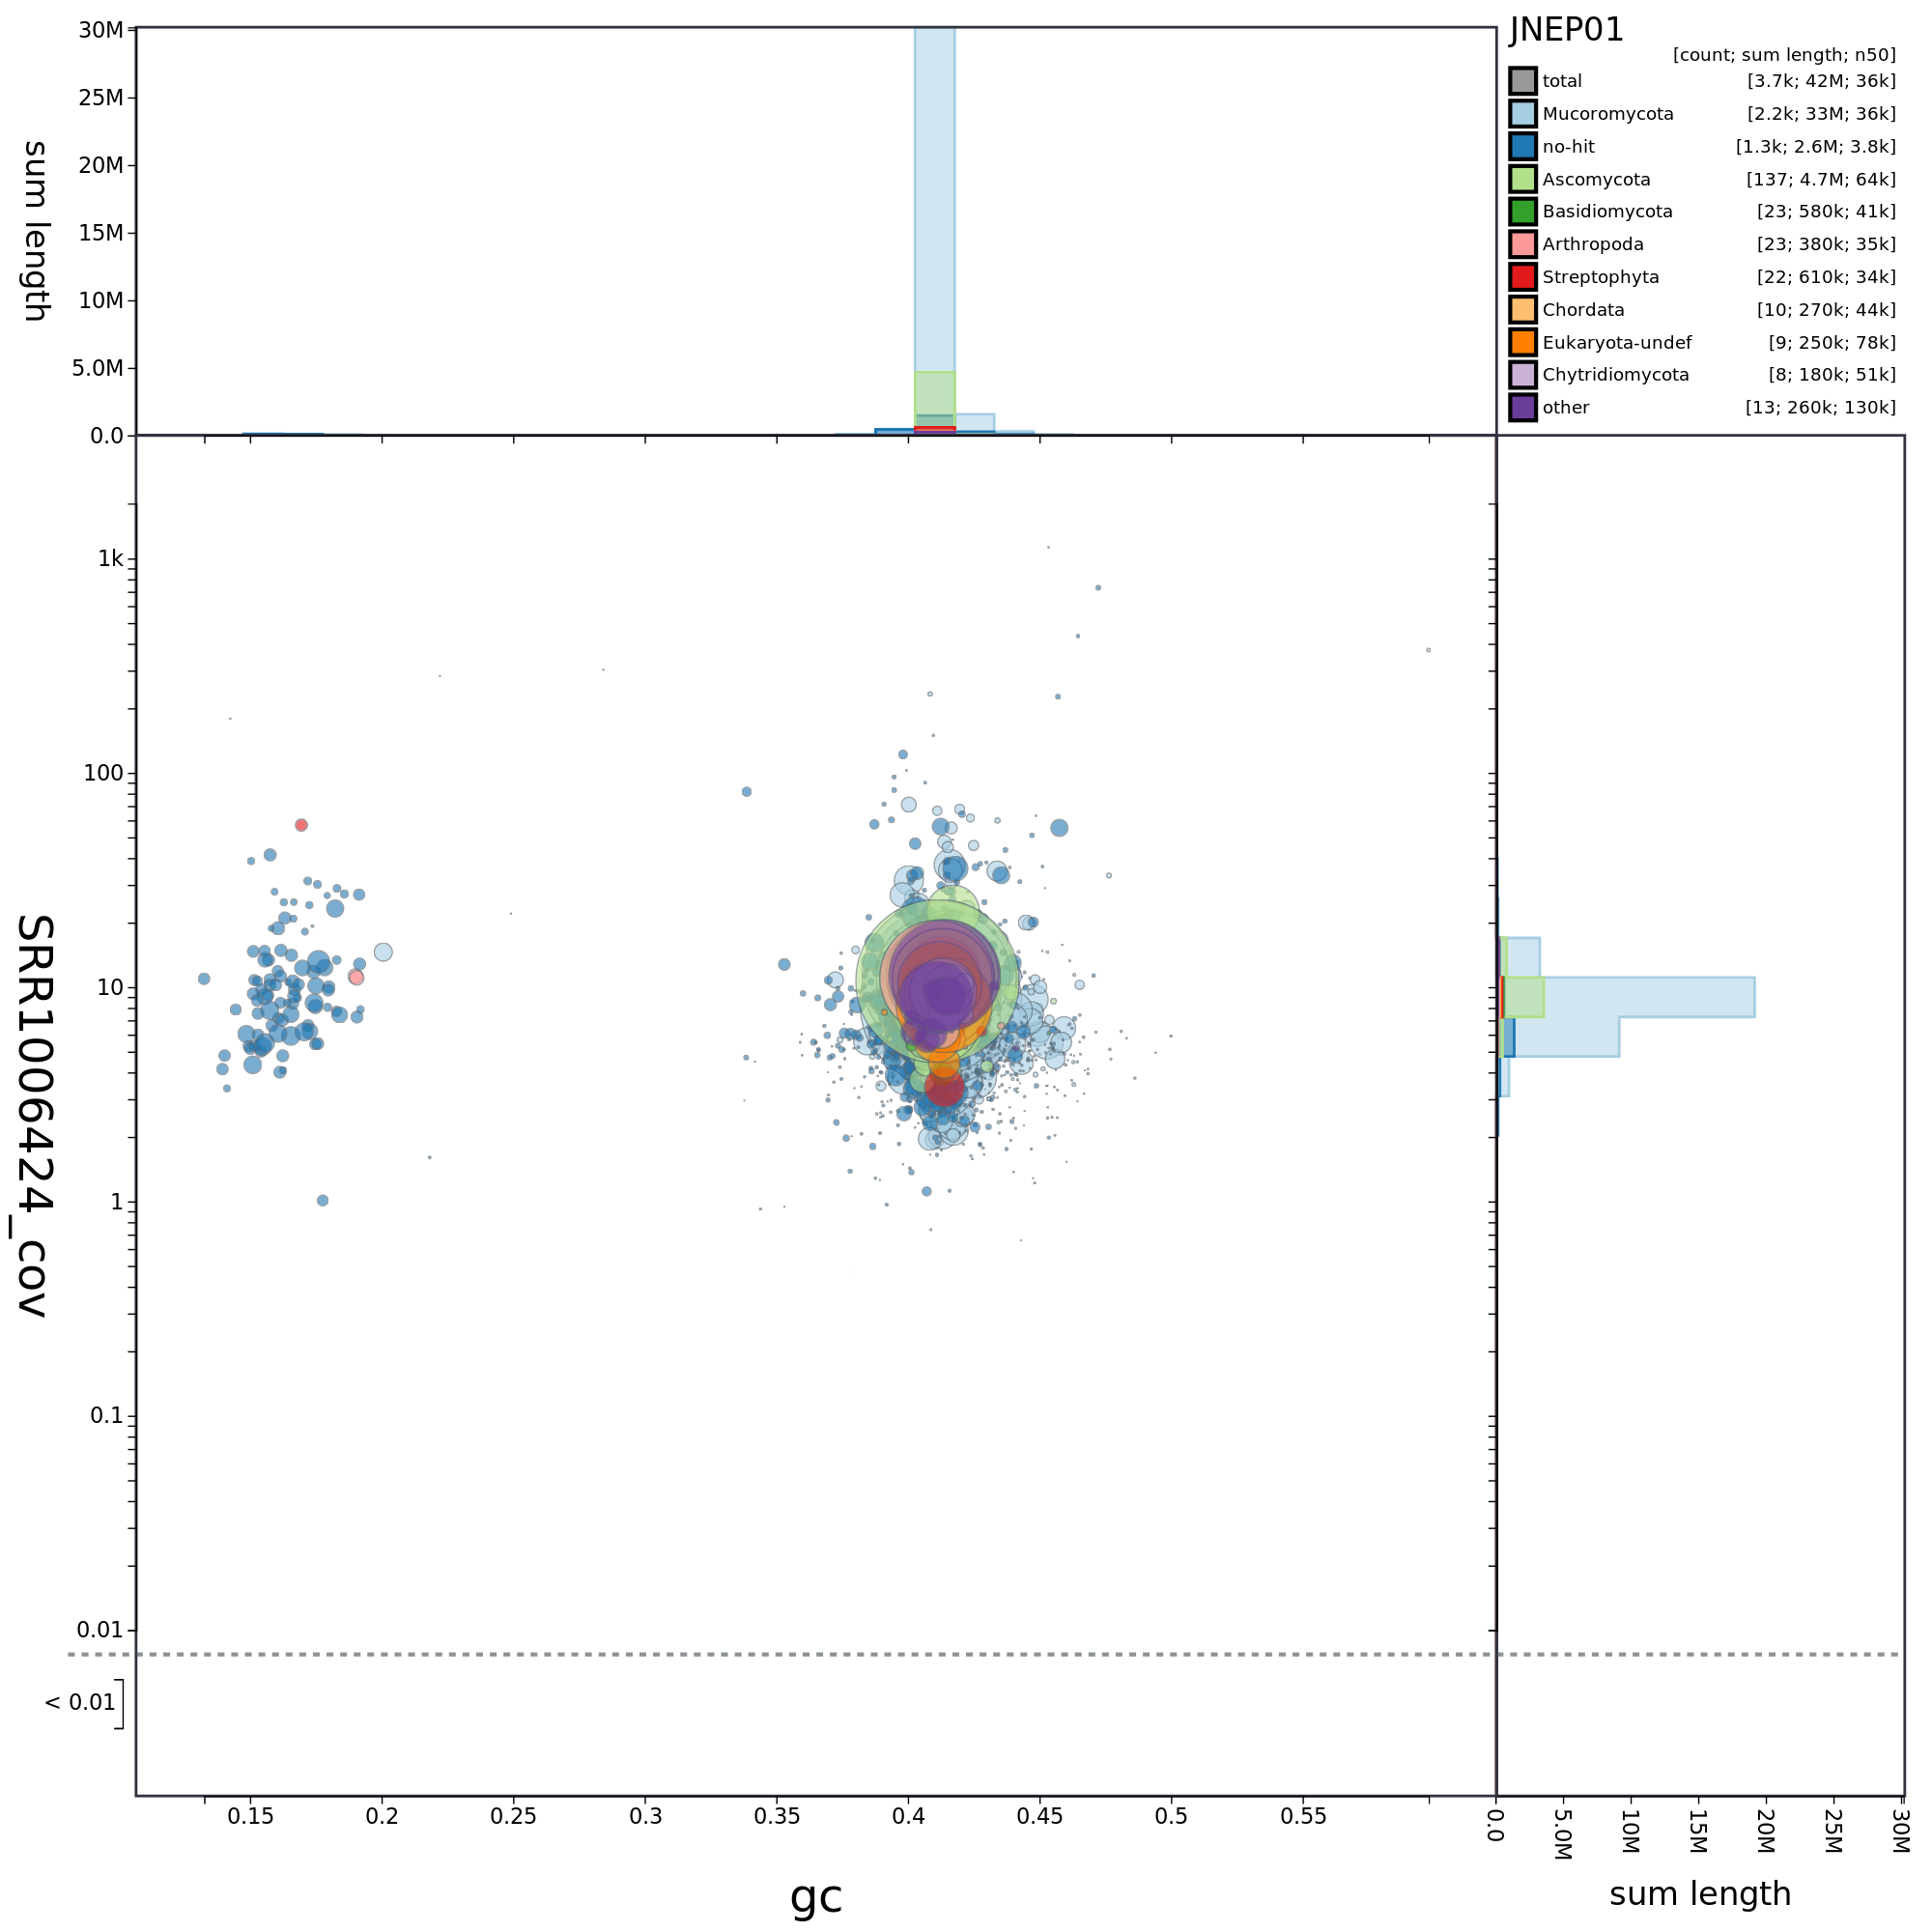 JNEP01
[count; sum length; n50]
total [3.7k; 42M; 36k]
Mucoromycota [2.2k; 33M; 36k]
no-hit [1.3k; 2.6M; 3.8k]
Ascomycota [137; 4.7M; 64k]
Basidiomycota [23; 580k; 41k]
Arthropoda [23; 380k; 35k]
Streptophyta [22; 610k; 34k]
Chordata [10; 270k; 44k]
Eukaryota-undef [9; 250k; 78k]
Chytridiomycota [8; 180k; 51k]
other [13; 260k; 130k]
30M
25M
20M
15M
10M
5.0M
0.0
sum length
1k
100
10
1
0.1
0.01
< 0.01
SRR1006424_cov
0.15 0.2 0.25 0.3 0.35 0.4 0.45 0.5 0.55
gc
0.0 5.0M 10M 15M 20M 25M 30M
sum length